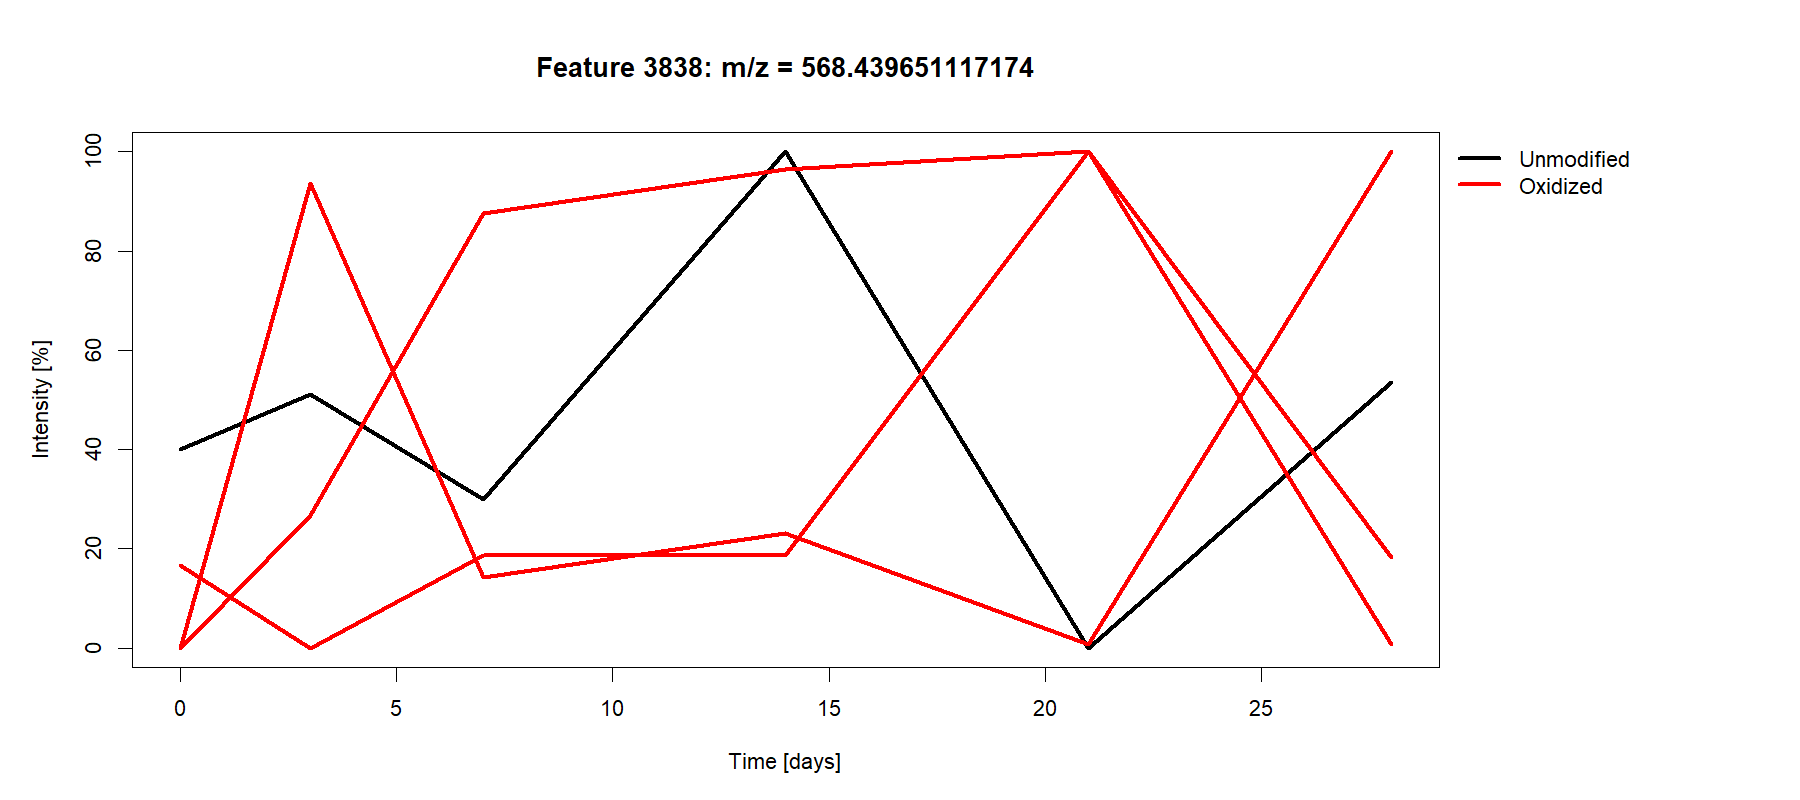 Feature 3838: m/z = 568.439651117174
Unmodified
Oxidized
Intensity [%]
100
80
60
40
20
0
0 5 10 15 20 25
Time [days]